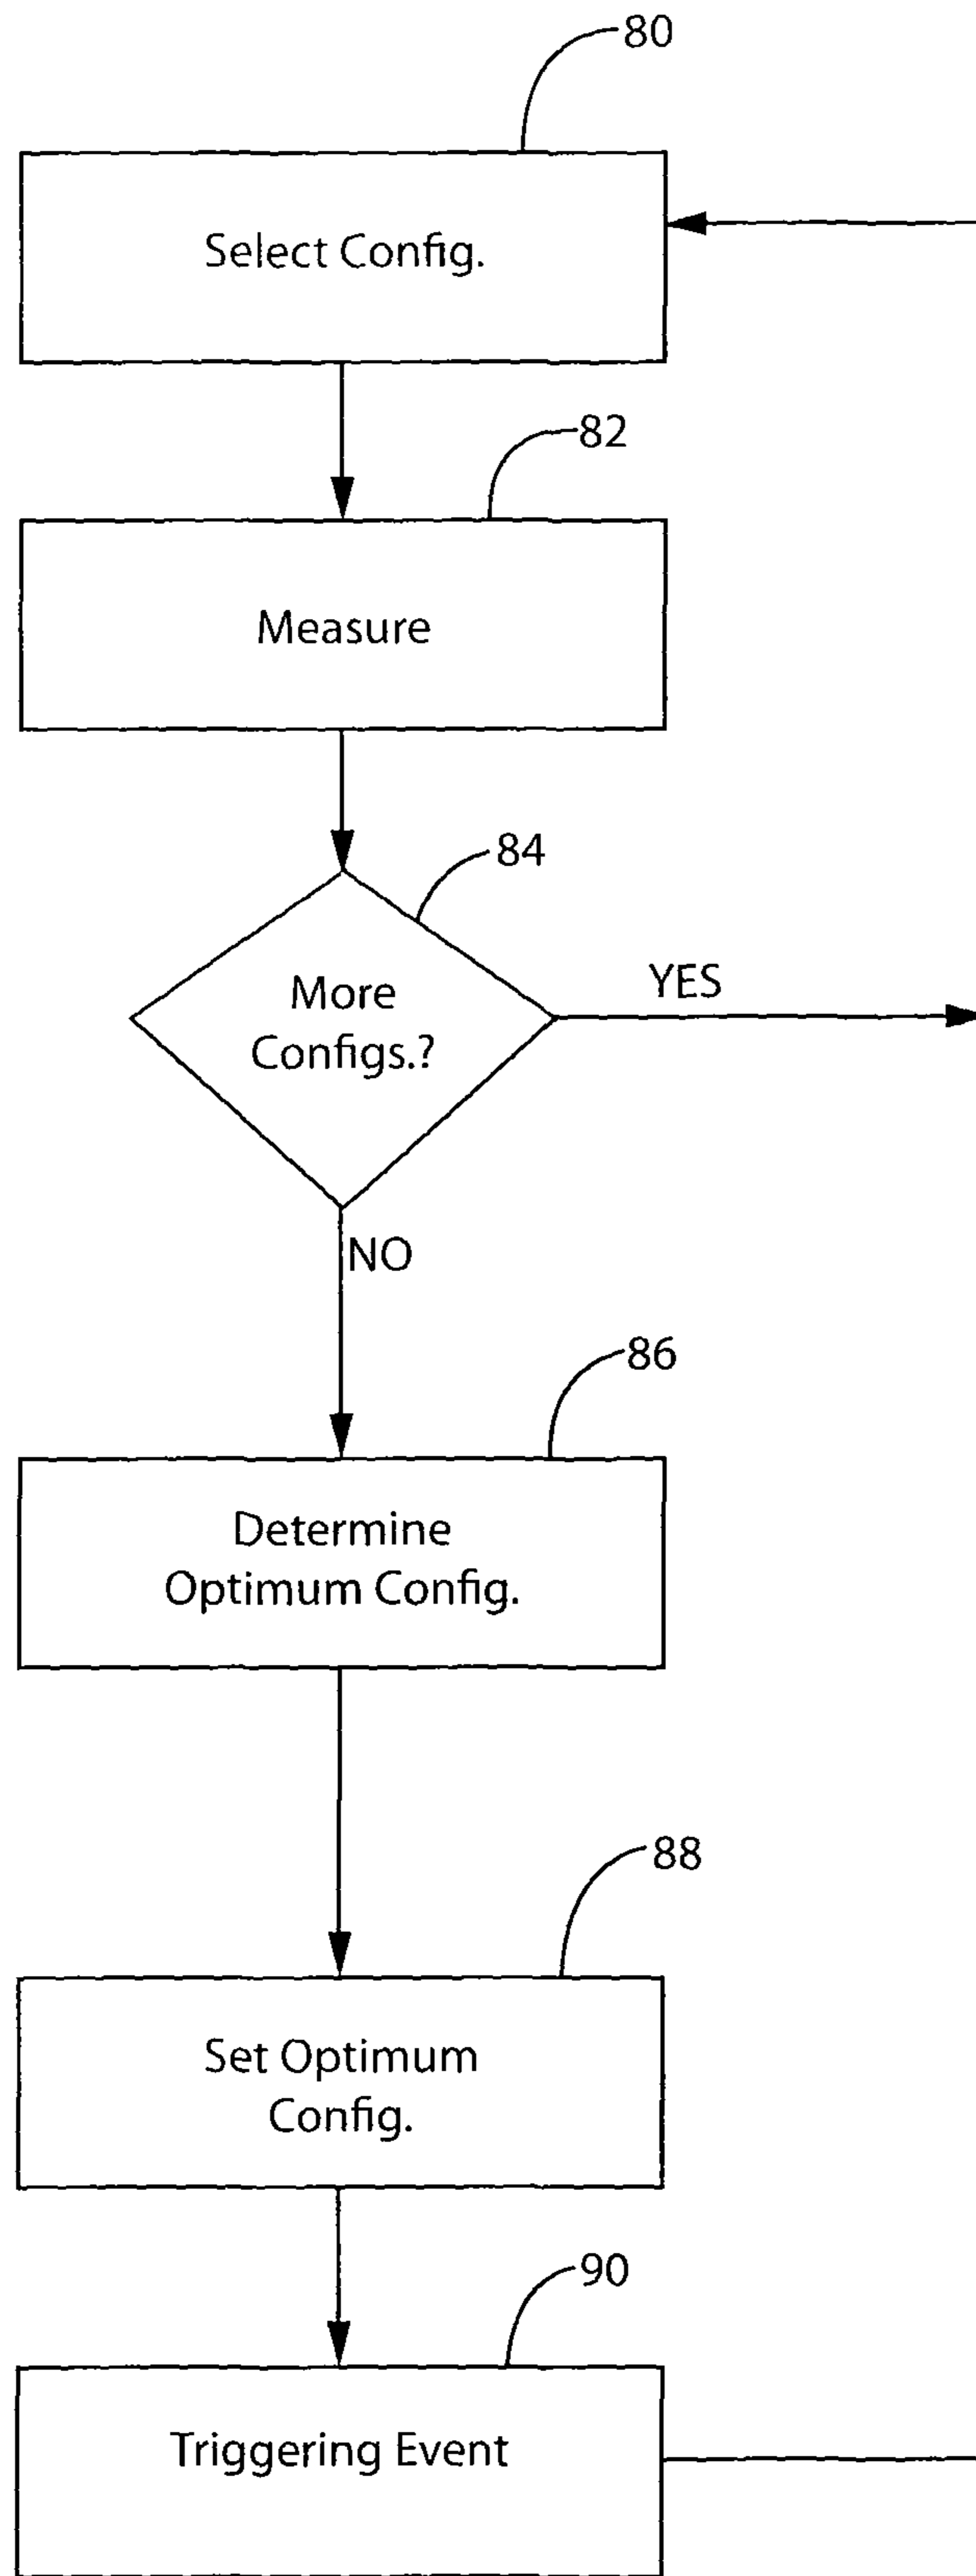 80
Select Config.
82
Measure
84
More
Configs.?
YES
NO
86
Determine
Optimum Config.
88
Set Optimum
Config.
90
Triggering Event